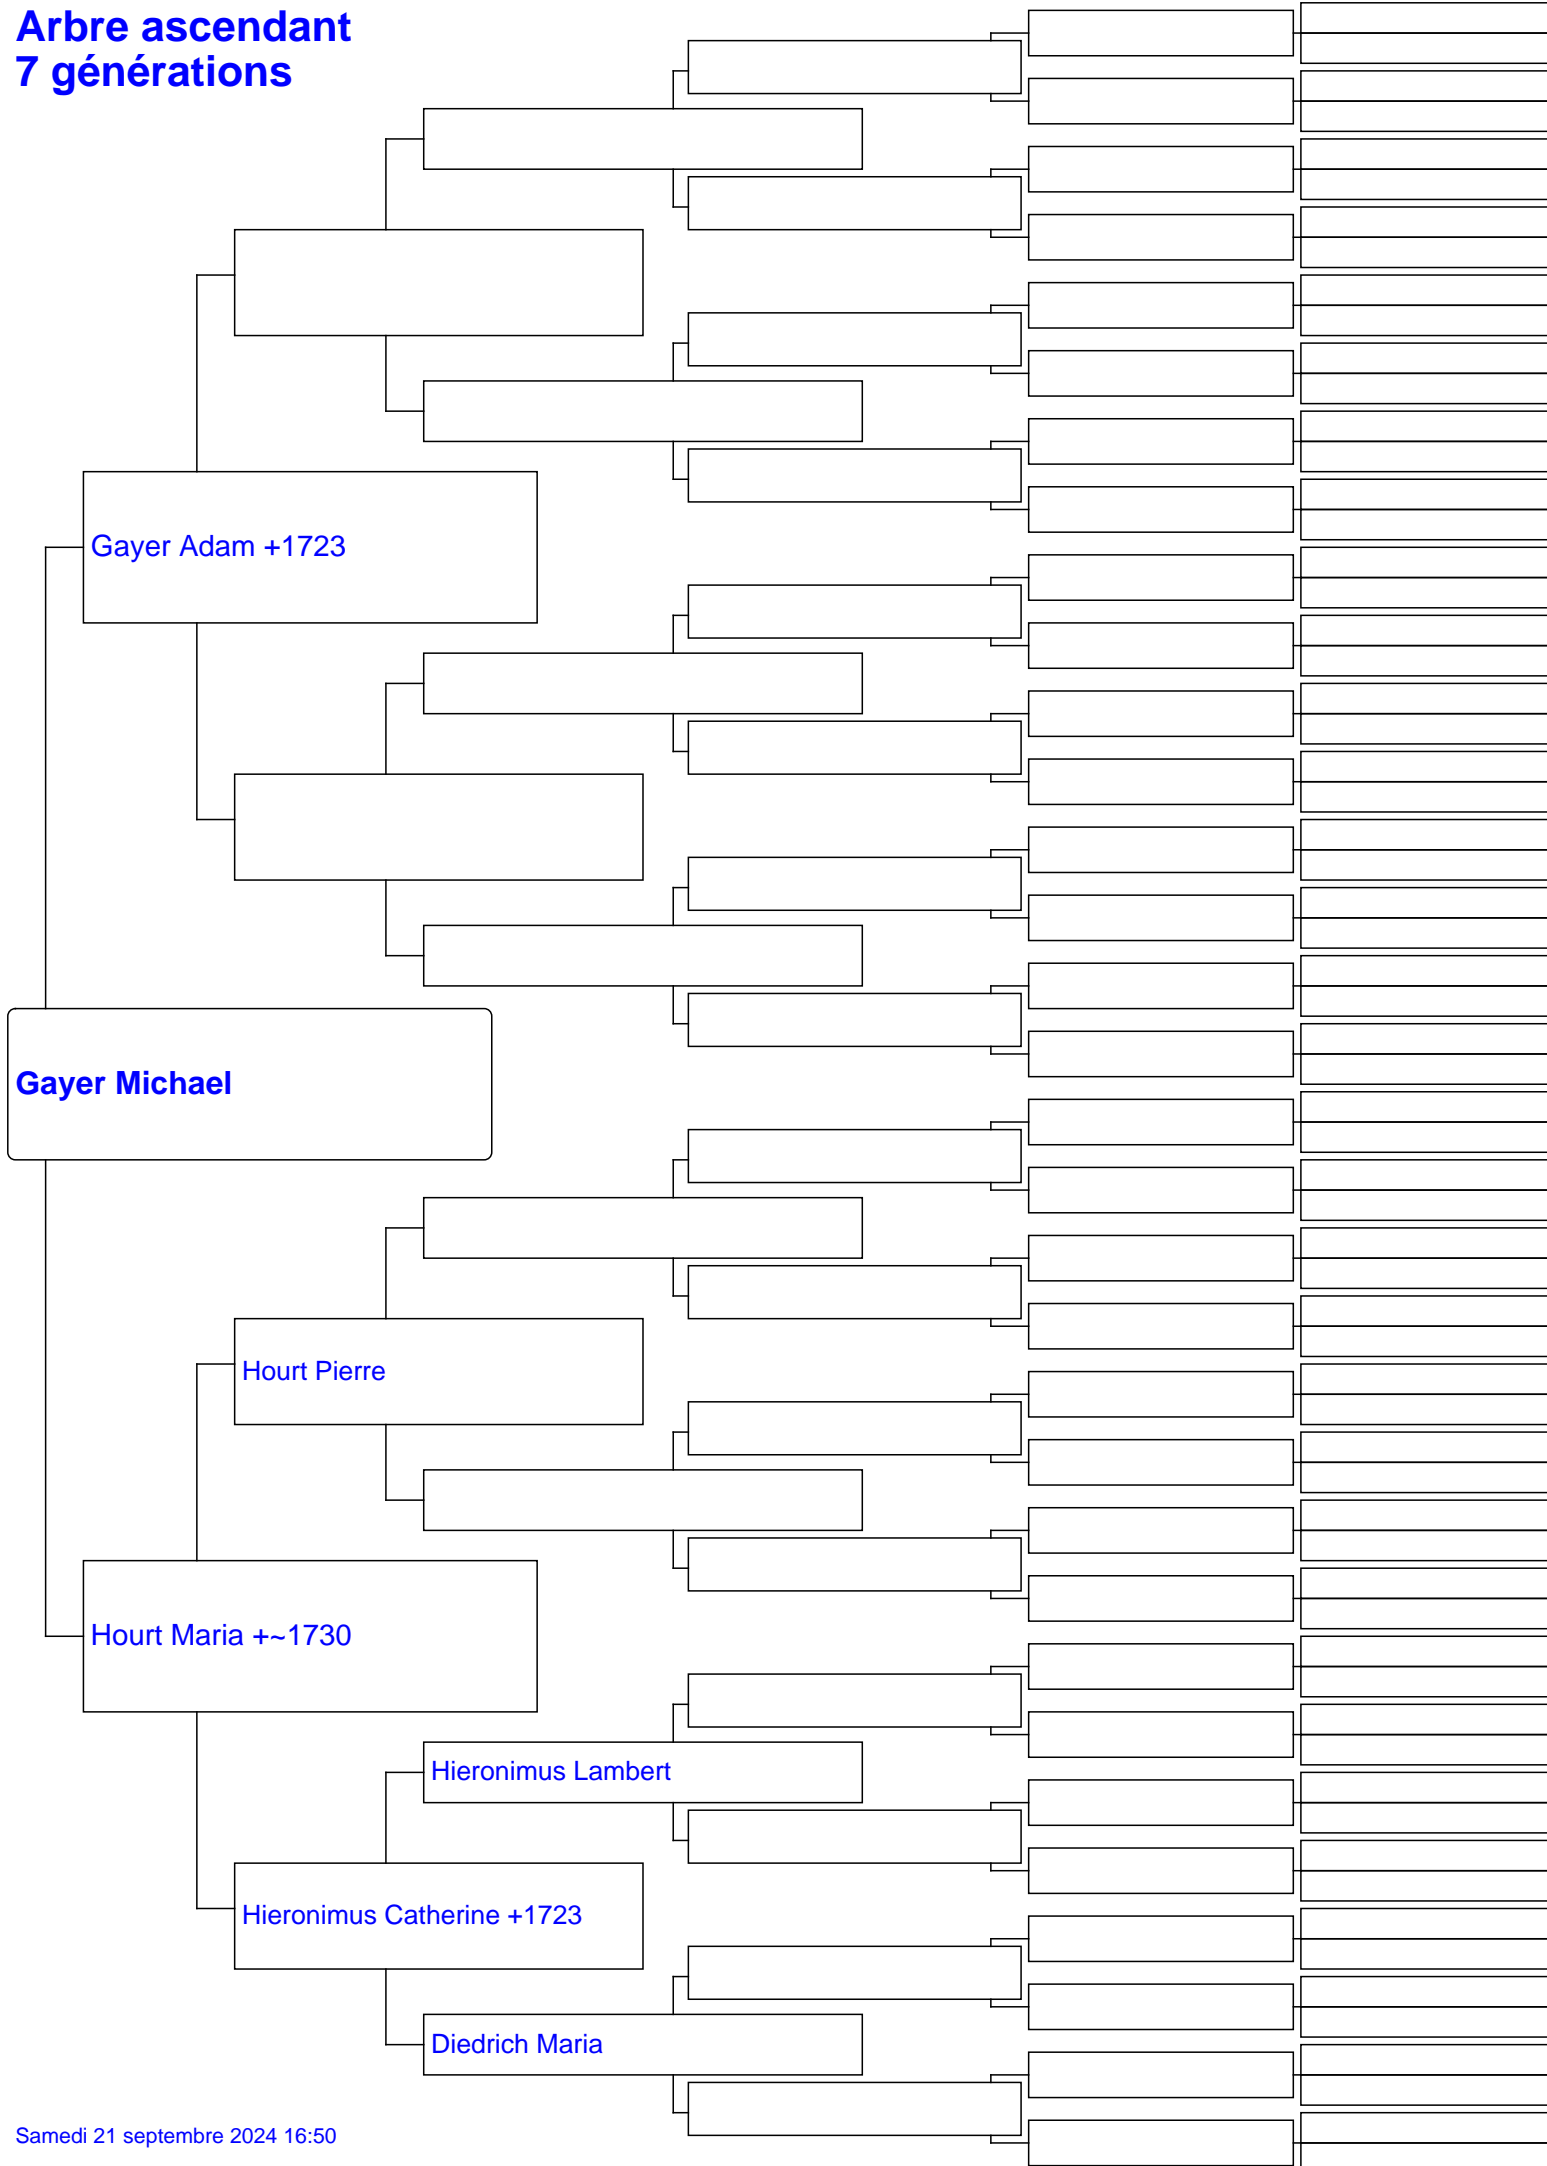 Arbre ascendant
7 générations
Gayer Adam +1723
Gayer Michael
Hourt Pierre
Hourt Maria +~1730
Hieronimus Lambert
Hieronimus Catherine +1723
Diedrich Maria
Samedi 21 septembre 2024 16:50